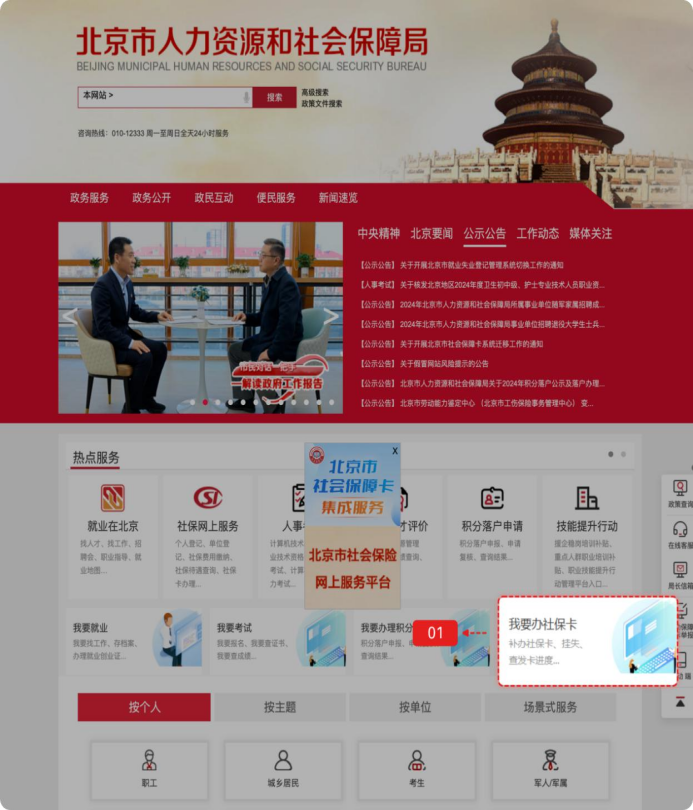 北京市人力资源和社会保障局
BEIJING MUNICIPAL HUMAN RESOURCES AND SOCIAL SECURITY BUREAU
本网站 >
搜索
高级搜索
政策文件搜索
咨询热线：010-12333 周一至周日全天24小时服务
政务服务 政务公开 政民互动 便民服务 新闻速览
中央精神 北京要闻 公示公告 工作动态 媒体关注
【公示公告】 关于开展北京市就业失业登记管理系统切换工作的通知
【人事考试】 关于核发北京地区2024年度卫生初中级、护士专业技术人员职业资...
【公示公告】 2024年北京市人力资源和社会保障局所属事业单位随军家属招聘成...
【公示公告】 2024年北京市人力资源和社会保障局事业单位招聘退役大学生士兵...
【公示公告】 关于开展北京市社会保障卡系统迁移工作的通知
【公示公告】 关于假冒网站风险提示的公告
【公示公告】 北京市人力资源和社会保障局关于2024年积分落户公示及落户办理...
【公示公告】 北京市劳动能力鉴定中心 （北京市工伤保险事务管理中心） 变...
市民对话一把手
—解读政府工作报告
热点服务
就业在北京
找人才、找工作、招
聘会、职业指导、就
业地图...
社保网上服务
个人登记、单位登
记、社保费用缴纳、
社保待遇查询、社保
卡办理...
人事
计算机技术
业技术资格
考试、计算
力考试...
X
北京市
社会保障卡
集成服务
北京市社会保险
网上服务平台
才评价
积分落户申请
积分落户申报、申请
复核、查询结果...
技能提升行动
援企稳岗培训补贴、
重点人群职业培训补
贴、职业技能提升行
动管理平台入口...
政策查询
在线客服
局长信箱
我要就业
我要找工作、存档案、
办理就业创业证...
我要考试
我要报名、我要查证书、
我要查成绩...
我要办理积分
积分落户申报、
查询结果...
01
我要办社保卡
补办社保卡、挂失、
查发卡进度...
按个人 按主题 按单位 场景式服务
职工 城乡居民 考生 军人/军属